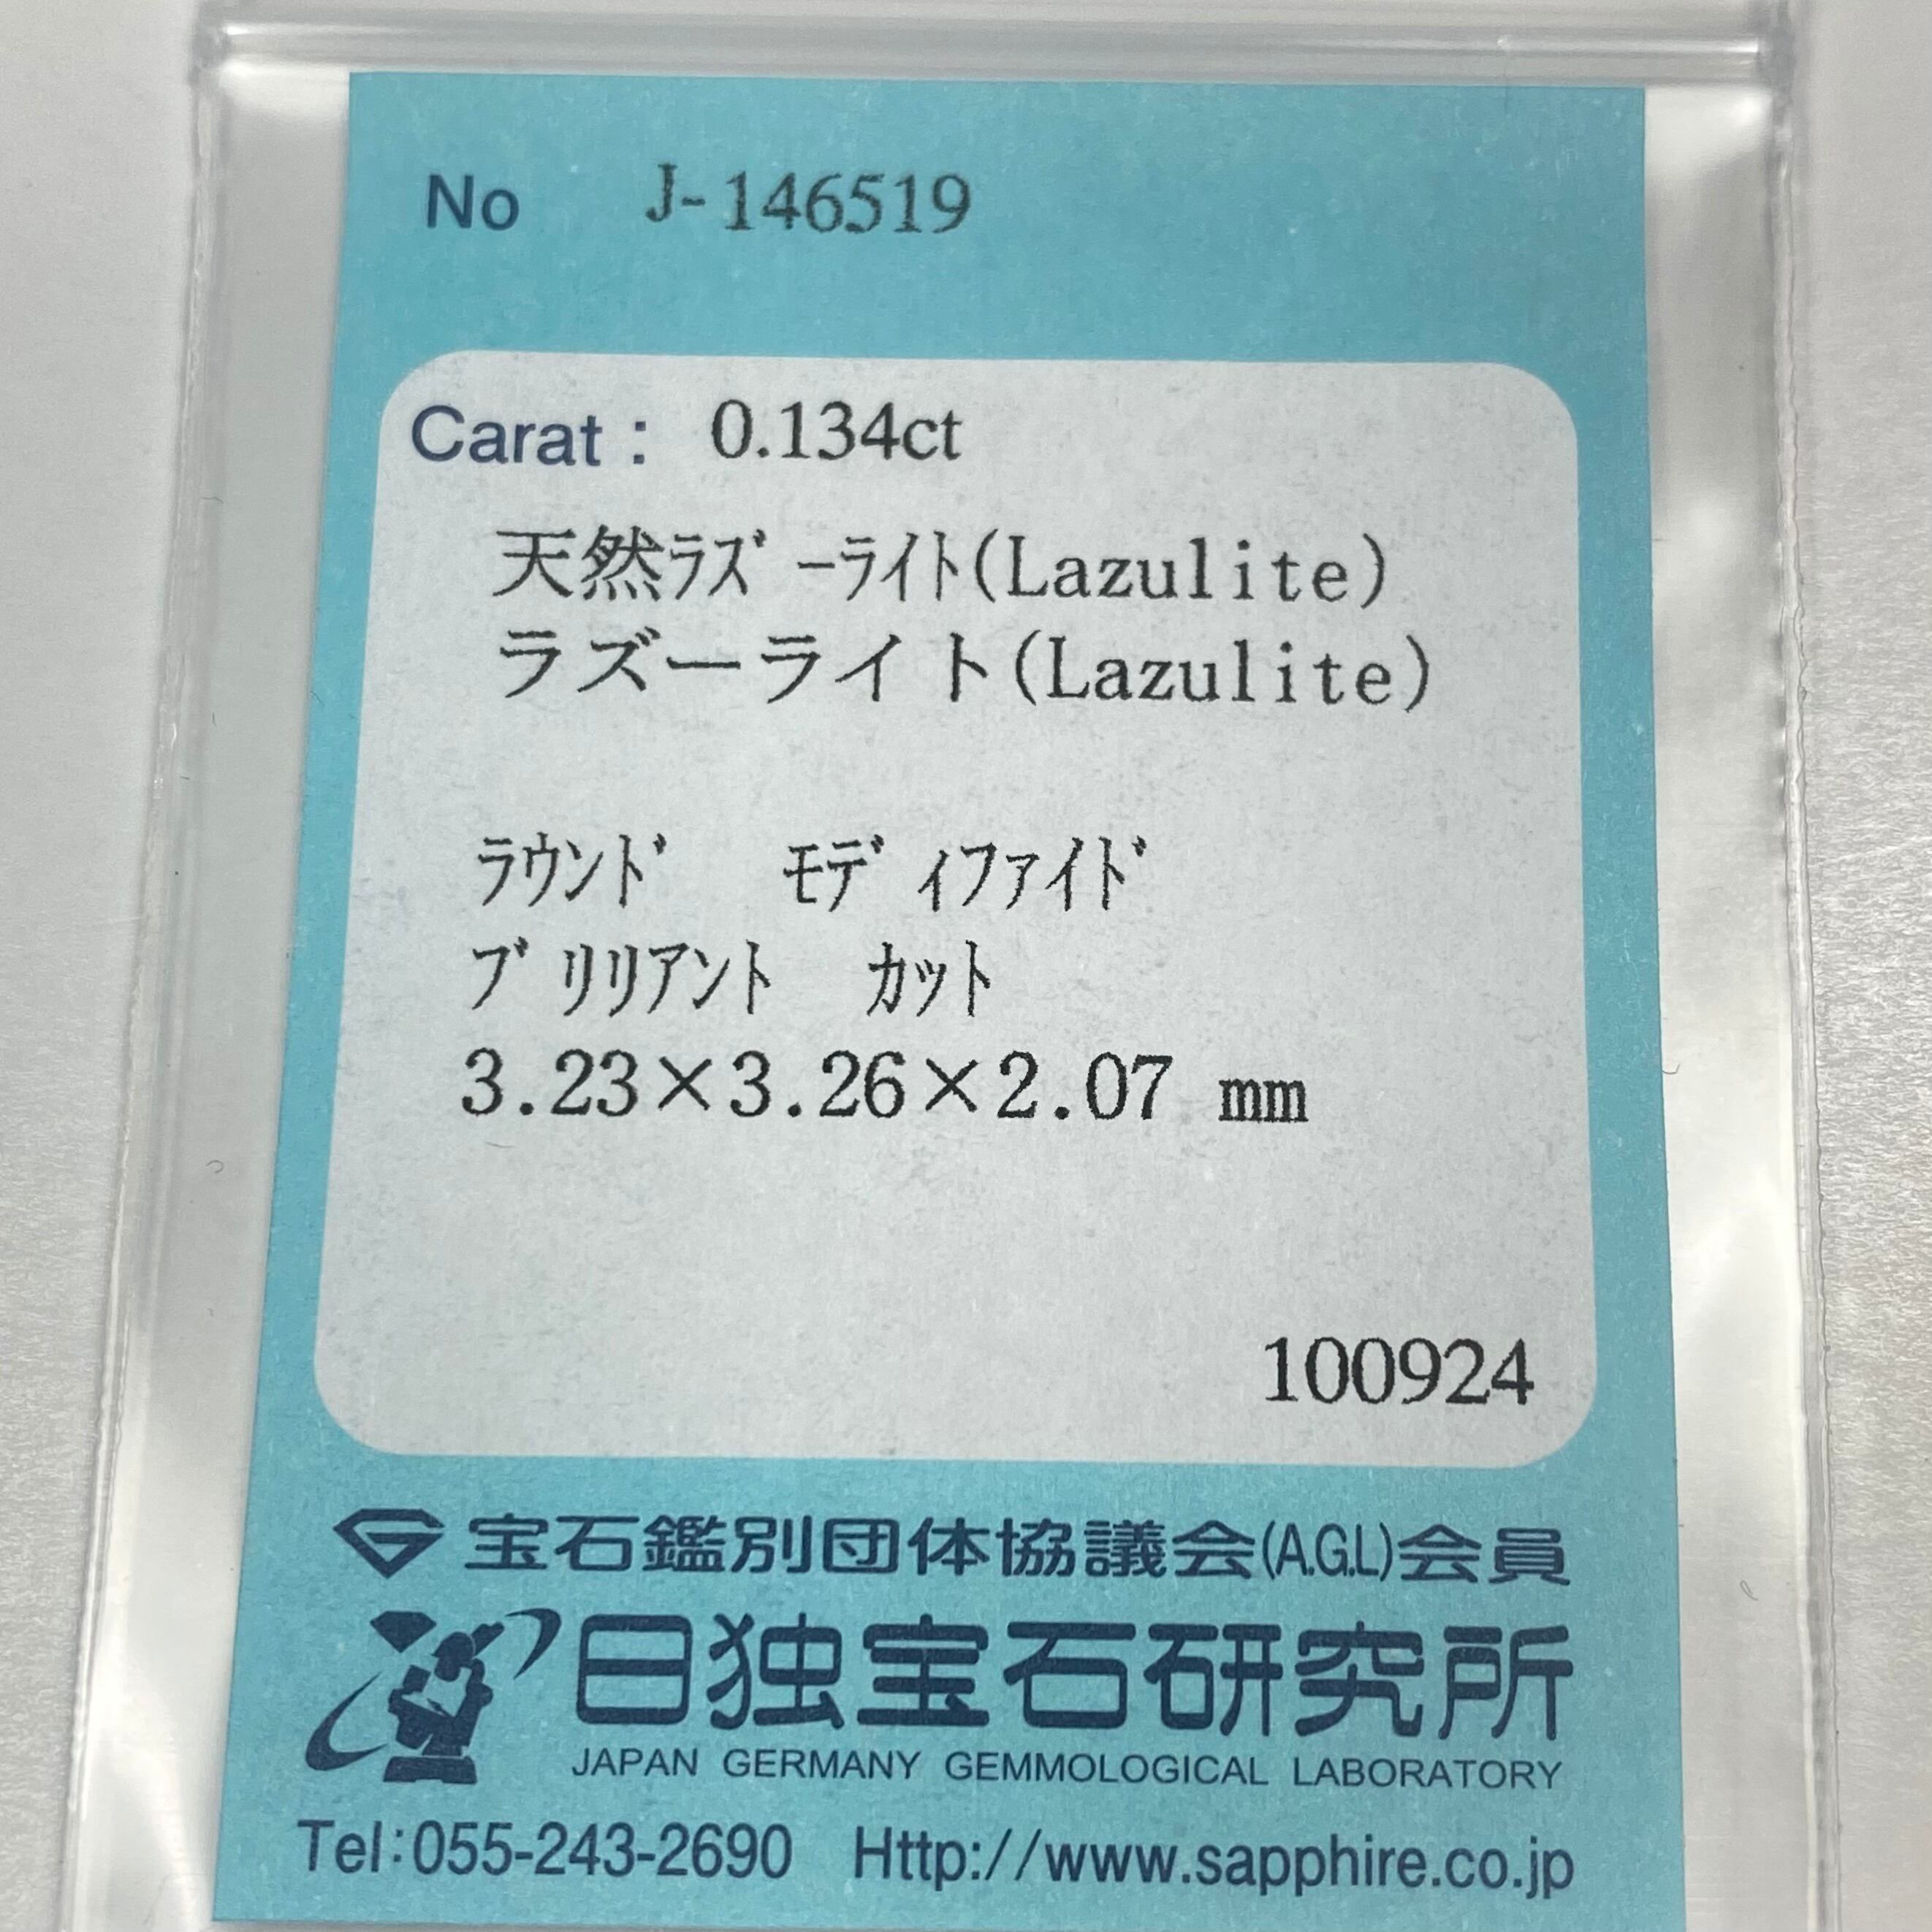 No J-146519
Carat : 0.134ct
天然ﾗｽﾞｰﾗｲﾄ(Lazulite)
ラズーライト(Lazulite)
ﾗｳﾝﾄﾞ ﾓﾃﾞｨﾌｧｲﾄﾞ
ﾌﾞﾘﾘｱﾝﾄ ｶｯﾄ
3.23×3.26×2.07 mm
100924
宝石鑑別団体協議会(A.G.L)会員
日独宝石研究所
JAPAN GERMANY GEMMOLOGICAL LABORATORY
Tel:055-243-2690 Http://www.sapphire.co.jp